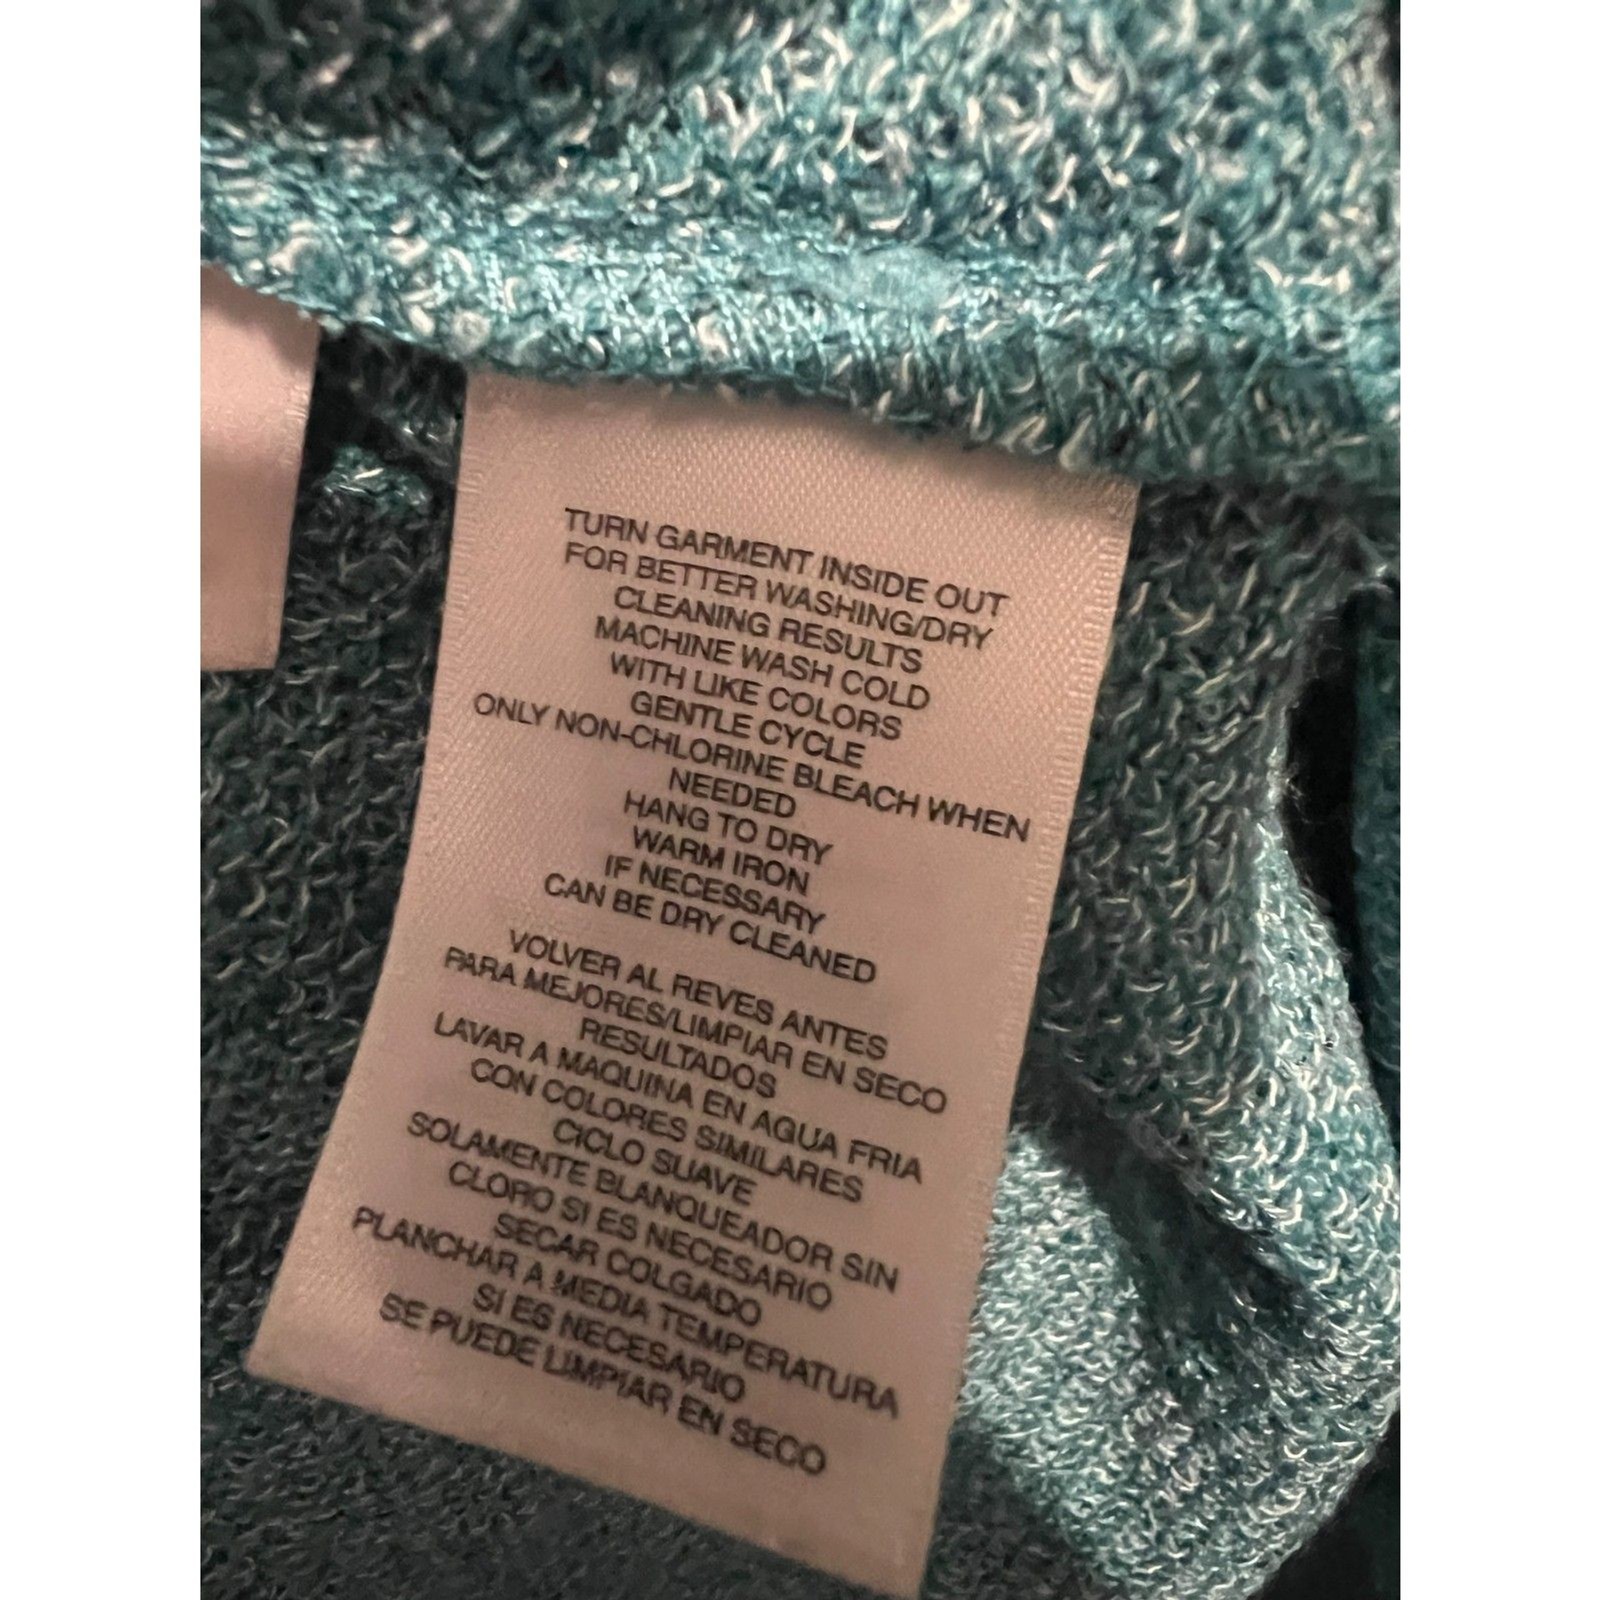 TURN GARMENT INSIDE OUT
FOR BETTER WASHING/DRY
CLEANING RESULTS
MACHINE WASH COLD
WITH LIKE COLORS
GENTLE CYCLE
ONLY NON-CHLORINE BLEACH WHEN
NEEDED
HANG TO DRY
WARM IRON
IF NECESSARY
CAN BE DRY CLEANED
VOLVER AL REVES ANTES
PARA MEJORES/LIMPIAR EN SECO
RESULTADOS
LAVAR A MAQUINA EN AGUA FRIA
CON COLORES SIMILARES
CICLO SUAVE
SOLAMENTE BLANQUEADOR SIN
CLORO SI ES NECESARIO
SECAR COLGADO
PLANCHAR A MEDIA TEMPERATURA
SI ES NECESARIO
SE PUEDE LIMPIAR EN SECO